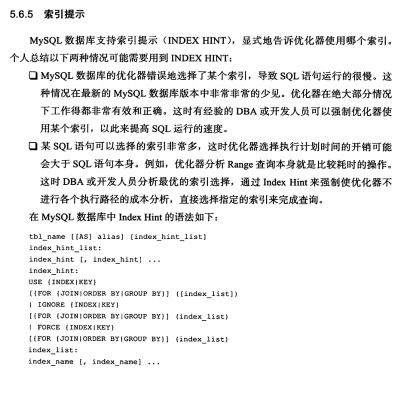 5.6.5 索引提示
MySQL 数据库支持索引提示（INDEX HINT），显式地告诉优化器使用哪个索引。
个人总结以下两种情况可能需要用到 INDEX HINT：
❑ MySQL 数据库的优化器错误地选择了某个索引，导致 SQL 语句运行的很慢。这
种情况在最新的 MySQL 数据库版本中非常非常的少见。优化器在绝大部分情况
下工作得都非常有效和正确。这时有经验的 DBA 或开发人员可以强制优化器使
用某个索引，以此来提高 SQL 运行的速度。
❑ 某 SQL 语句可以选择的索引非常多，这时优化器选择执行计划时间的开销可能
会大于 SQL 语句本身。例如，优化器分析 Range 查询本身就是比较耗时的操作。
这时 DBA 或开发人员分析最优的索引选择，通过 Index Hint 来强制使优化器不
进行各个执行路径的成本分析，直接选择指定的索引来完成查询。
在 MySQL 数据库中 Index Hint 的语法如下：
tbl_name [[AS] alias] [index_hint_list]
index_hint_list:
index_hint [, index_hint] ...
index_hint:
USE {INDEX|KEY}
[{FOR {JOIN|ORDER BY|GROUP BY}] ([index_list])
| IGNORE {INDEX|KEY}
[{FOR {JOIN|ORDER BY|GROUP BY}] (index_list)
| FORCE {INDEX|KEY}
[{FOR {JOIN|ORDER BY|GROUP BY}] (index_list)
index_list:
index_name [, index_name] ...